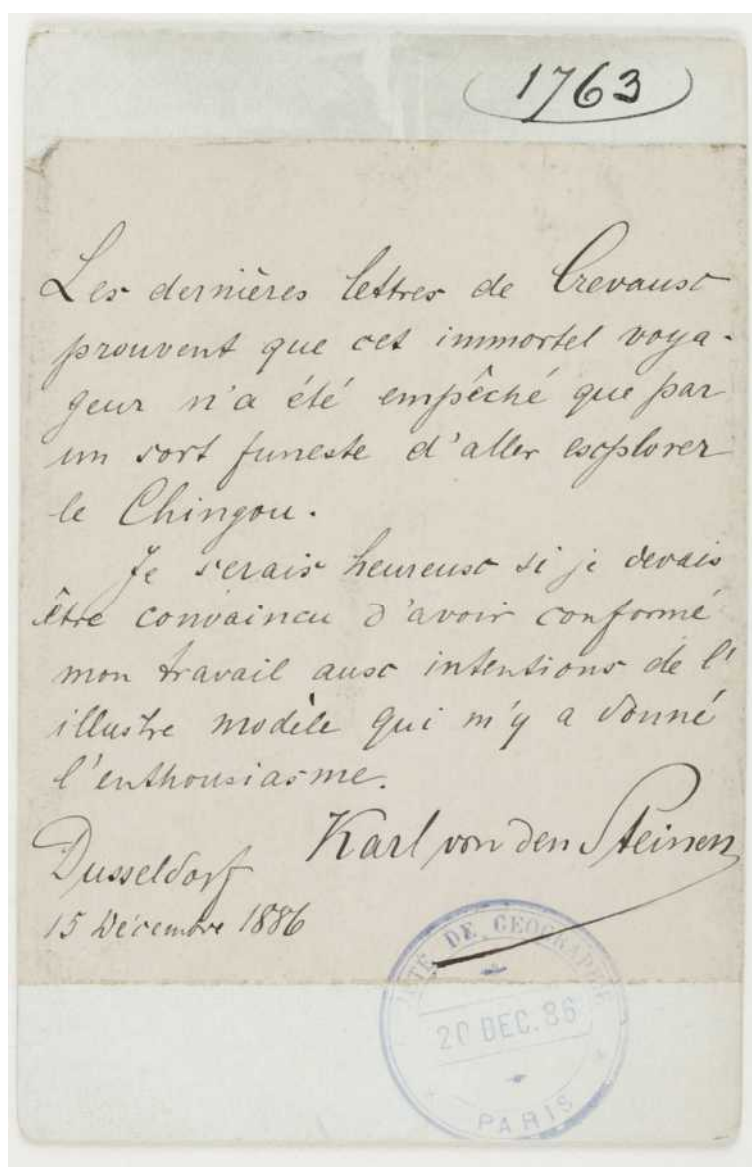 1763
Les dernières lettres de Crevaux
prouvent que cet immortel voya-
geur n'a été empêché que par
un sort funeste d'aller explorer
le Chingou.
Je serais heureux si je devais
être convaincu d'avoir conformé
mon travail aux intentions de l'
illustre modèle qui m'y a donné
l'enthousiasme.
Karl von den Steinen
Dusseldorf
15 Décembre 1886
SOCIÉTÉ DE GEOGRAPHIE
20 DEC. 86
PARIS